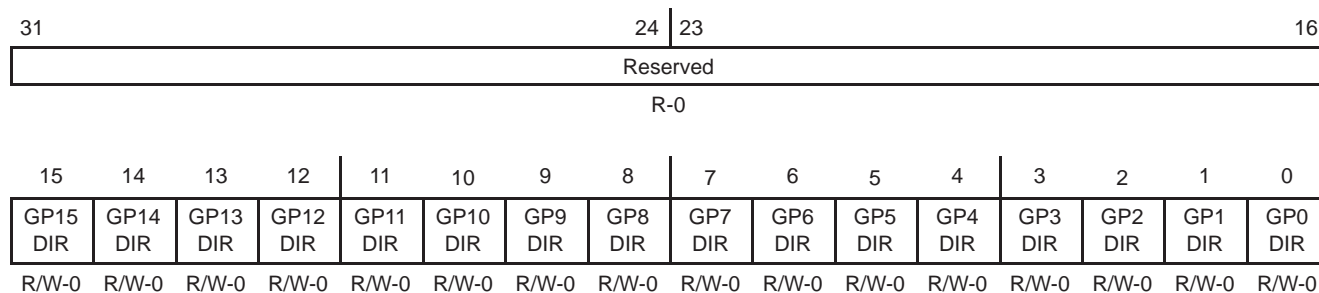 31 24 23 16
Reserved
R-0
15 14 13 12 11 10 9 8 7 6 5 4 3 2 1 0
GP15 GP14 GP13 GP12 GP11 GP10 GP9 GP8 GP7 GP6 GP5 GP4 GP3 GP2 GP1 GP0
DIR DIR DIR DIR DIR DIR DIR DIR DIR DIR DIR DIR DIR DIR DIR DIR
R/W-0 R/W-0 R/W-0 R/W-0 R/W-0 R/W-0 R/W-0 R/W-0 R/W-0 R/W-0 R/W-0 R/W-0 R/W-0 R/W-0 R/W-0 R/W-0